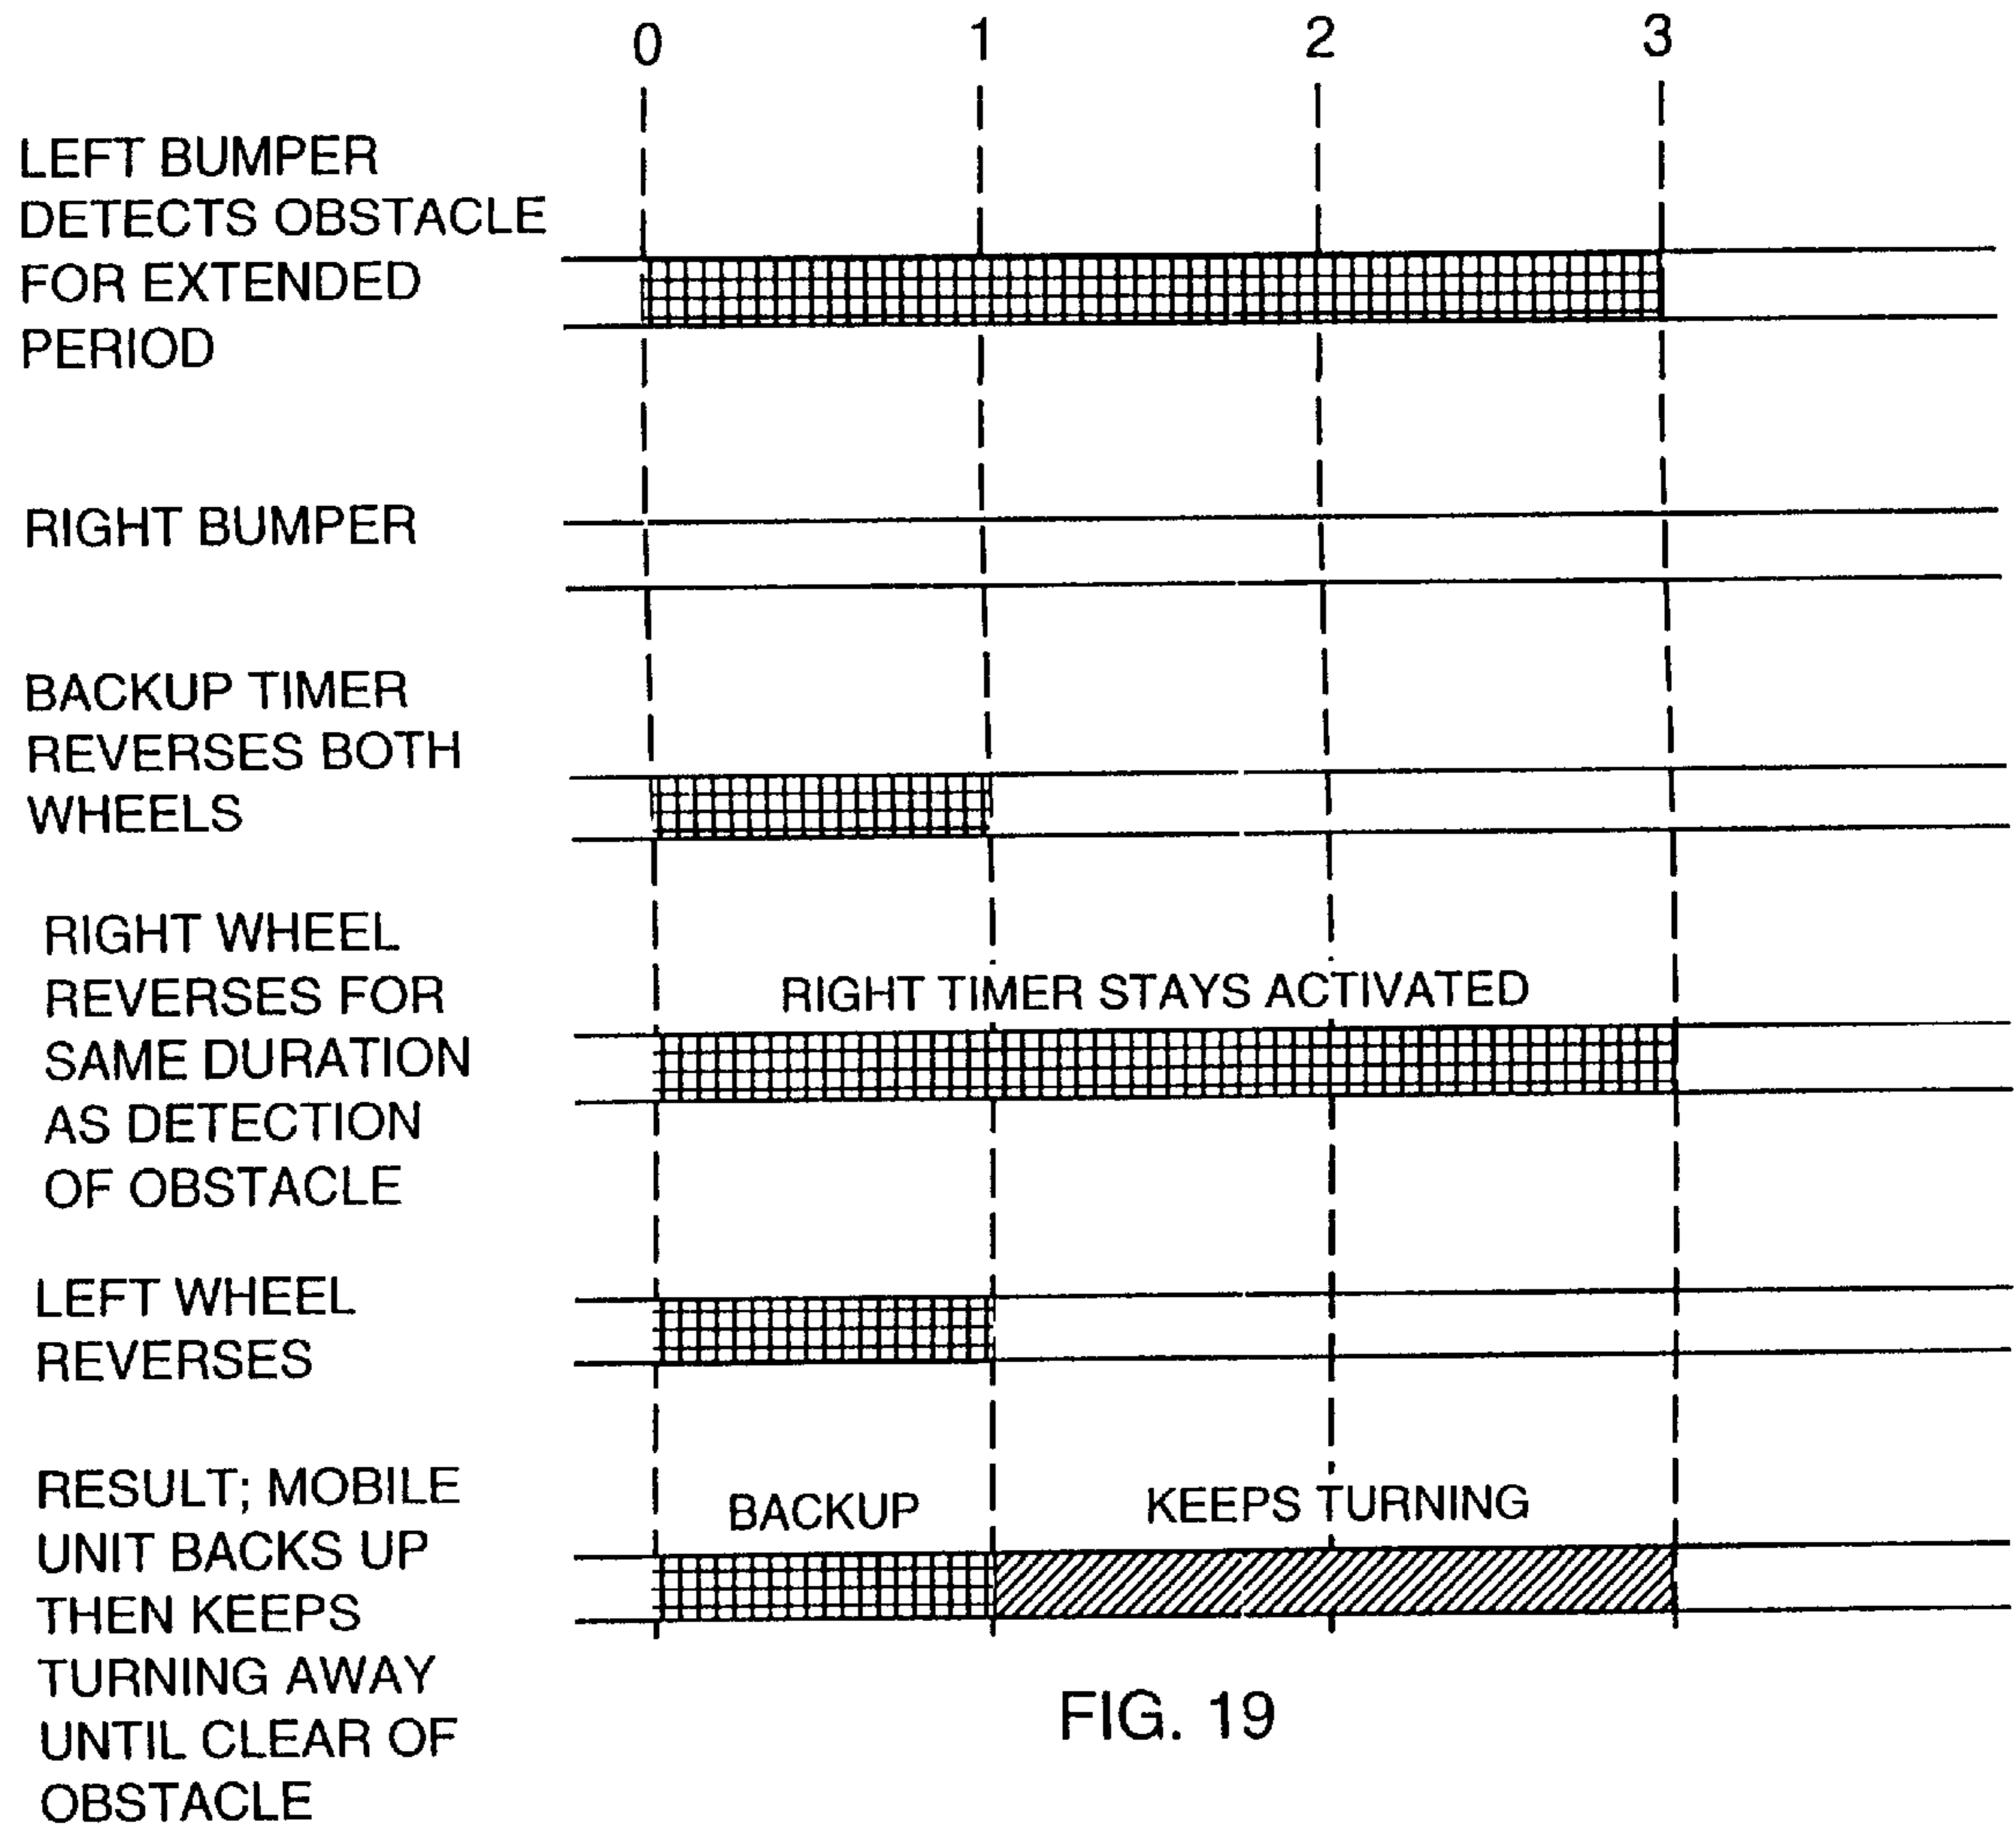 0 1 2 3
LEFT BUMPER
DETECTS OBSTACLE
FOR EXTENDED
PERIOD
RIGHT BUMPER
BACKUP TIMER
REVERSES BOTH
WHEELS
RIGHT WHEEL
REVERSES FOR
SAME DURATION
AS DETECTION
OF OBSTACLE
RIGHT TIMER STAYS ACTIVATED
LEFT WHEEL
REVERSES
RESULT; MOBILE
UNIT BACKS UP
THEN KEEPS
TURNING AWAY
UNTIL CLEAR OF
OBSTACLE
BACKUP
KEEPS TURNING
FIG. 19